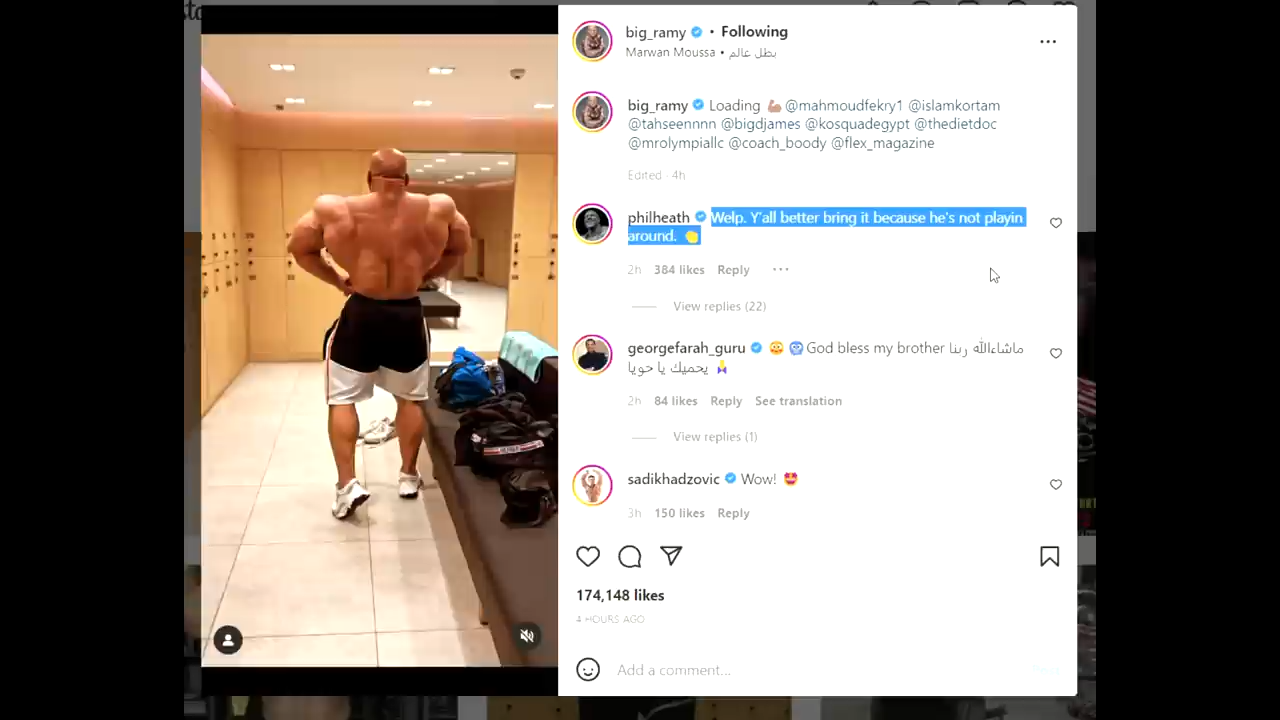 big_ramy • Following
Marwan Moussa • بطل عالم
big_ramy Loading 💪🏽 @mahmoudfekry1 @islamkortam
@tahseennnn @bigdjames @kosquadegypt @thedietdoc
@mrolympiallc @coach_boody @flex_magazine
Edited · 4h
philheath Welp. Y'all better bring it because he's not playin
around. 👏
2h 384 likes Reply ...
View replies (22)
georgefarah_guru 😳 🥶 God bless my brother ماشاءالله ربنا
يحميك يا حويا 🙏
2h 84 likes Reply See translation
View replies (1)
sadikhadzovic Wow! 🤩
3h 150 likes Reply
174,148 likes
4 HOURS AGO
Add a comment...
Post